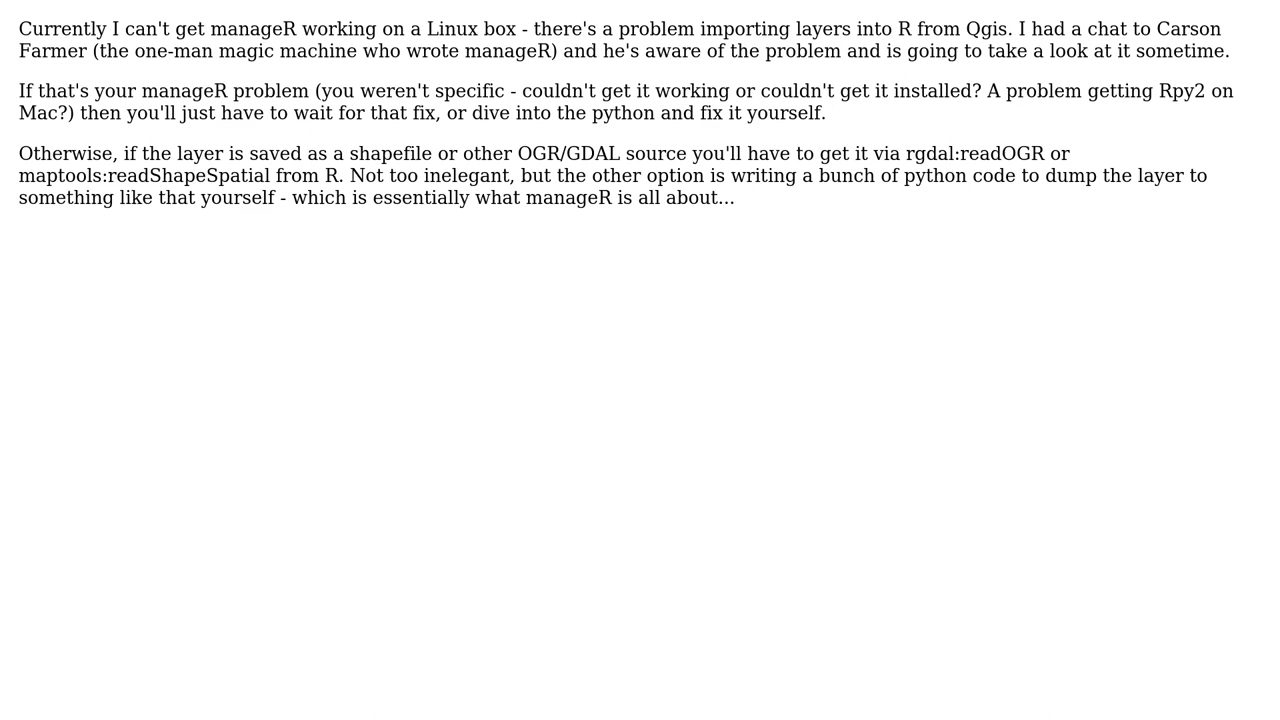 Currently I can't get manageR working on a Linux box - there's a problem importing layers into R from Qgis. I had a chat to Carson
Farmer (the one-man magic machine who wrote manageR) and he's aware of the problem and is going to take a look at it sometime.
If that's your manageR problem (you weren't specific - couldn't get it working or couldn't get it installed? A problem getting Rpy2 on
Mac?) then you'll just have to wait for that fix, or dive into the python and fix it yourself.
Otherwise, if the layer is saved as a shapefile or other OGR/GDAL source you'll have to get it via rgdal:readOGR or
maptools:readShapeSpatial from R. Not too inelegant, but the other option is writing a bunch of python code to dump the layer to
something like that yourself - which is essentially what manageR is all about...